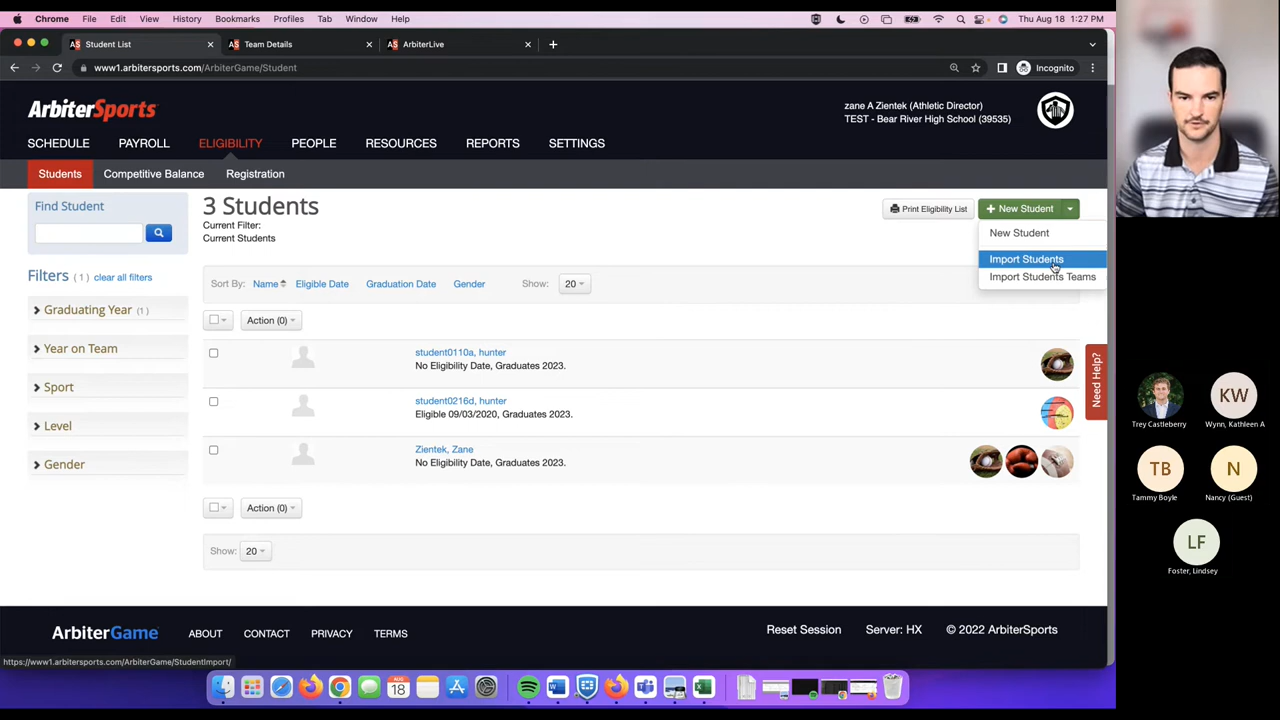 Chrome File Edit View History Bookmarks Profiles Tab Window Help Thu Aug 18 1:27 PM
Student List Team Details ArbiterLive
www1.arbitersports.com/ArbiterGame/Student Incognito
ArbiterSports
zane A Zientek (Athletic Director)
TEST - Bear River High School (39535)
SCHEDULE PAYROLL ELIGIBILITY PEOPLE RESOURCES REPORTS SETTINGS
Students Competitive Balance Registration
Find Student
3 Students
Current Filter:
Current Students
Print Eligibility List
+ New Student
New Student
Import Students
Import Students Teams
Filters (1) clear all filters
Graduating Year (1)
Year on Team
Sport
Level
Gender
Sort By: Name Eligible Date Graduation Date Gender Show: 20
Action (0)
student0110a, hunter
No Eligibility Date, Graduates 2023.
student0216d, hunter
Eligible 09/03/2020, Graduates 2023.
Zientek, Zane
No Eligibility Date, Graduates 2023.
Action (0)
Show: 20
Need Help?
ArbiterGame ABOUT CONTACT PRIVACY TERMS
Reset Session Server: HX © 2022 ArbiterSports
https://www1.arbitersports.com/ArbiterGame/StudentImport/
AUG
18
KW
Trey Castleberry
Wynn, Kathleen A
TB
N
Tammy Boyle
Nancy (Guest)
LF
Foster, Lindsey